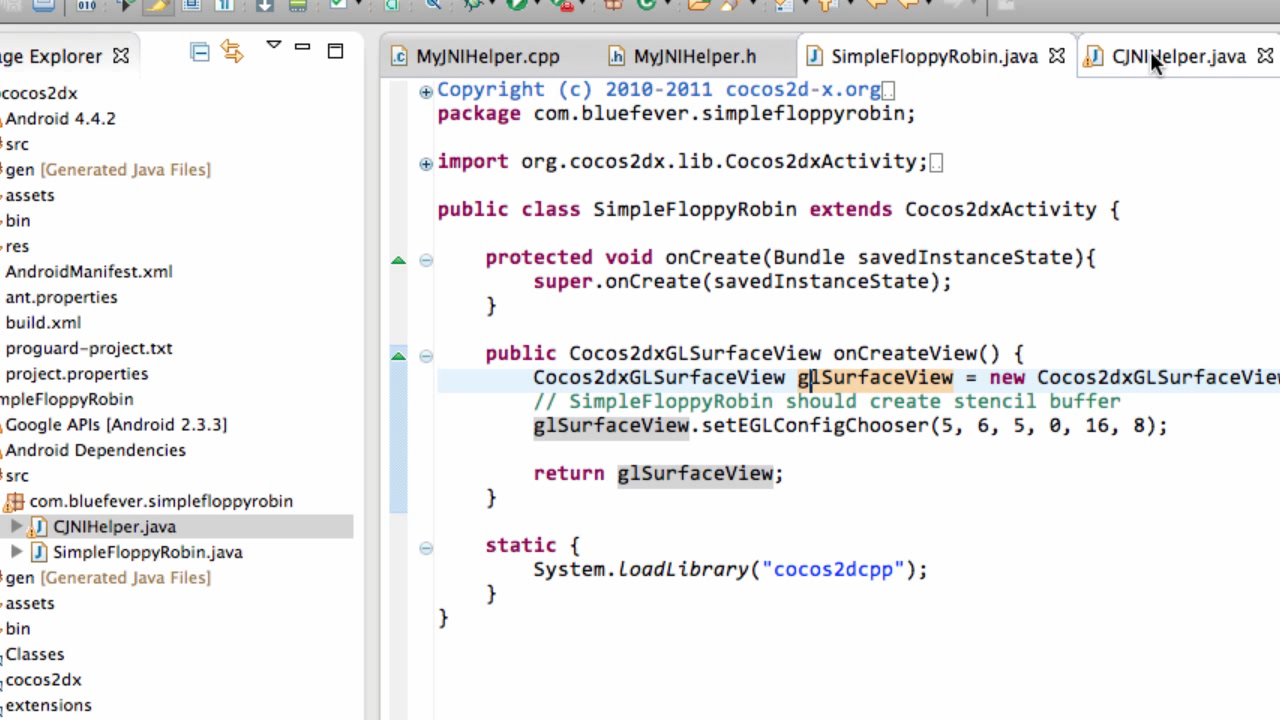 ge Explorer
cocos2dx
Android 4.4.2
src
gen [Generated Java Files]
assets
bin
res
AndroidManifest.xml
ant.properties
build.xml
proguard-project.txt
project.properties
mpleFloppyRobin
Google APIs [Android 2.3.3]
Android Dependencies
src
com.bluefever.simplefloppyrobin
CJNIHelper.java
SimpleFloppyRobin.java
gen [Generated Java Files]
assets
bin
Classes
cocos2dx
extensions
MyJNIHelper.cpp
MyJNIHelper.h
SimpleFloppyRobin.java
CJNIHelper.java
Copyright (c) 2010-2011 cocos2d-x.org
package com.bluefever.simplefloppyrobin;
import org.cocos2dx.lib.Cocos2dxActivity;
public class SimpleFloppyRobin extends Cocos2dxActivity {
protected void onCreate(Bundle savedInstanceState){
super.onCreate(savedInstanceState);
}
public Cocos2dxGLSurfaceView onCreateView() {
Cocos2dxGLSurfaceView glSurfaceView = new Cocos2dxGLSurfaceView
// SimpleFloppyRobin should create stencil buffer
glSurfaceView.setEGLConfigChooser(5, 6, 5, 0, 16, 8);
return glSurfaceView;
}
static {
System.loadLibrary("cocos2dcpp");
}
}